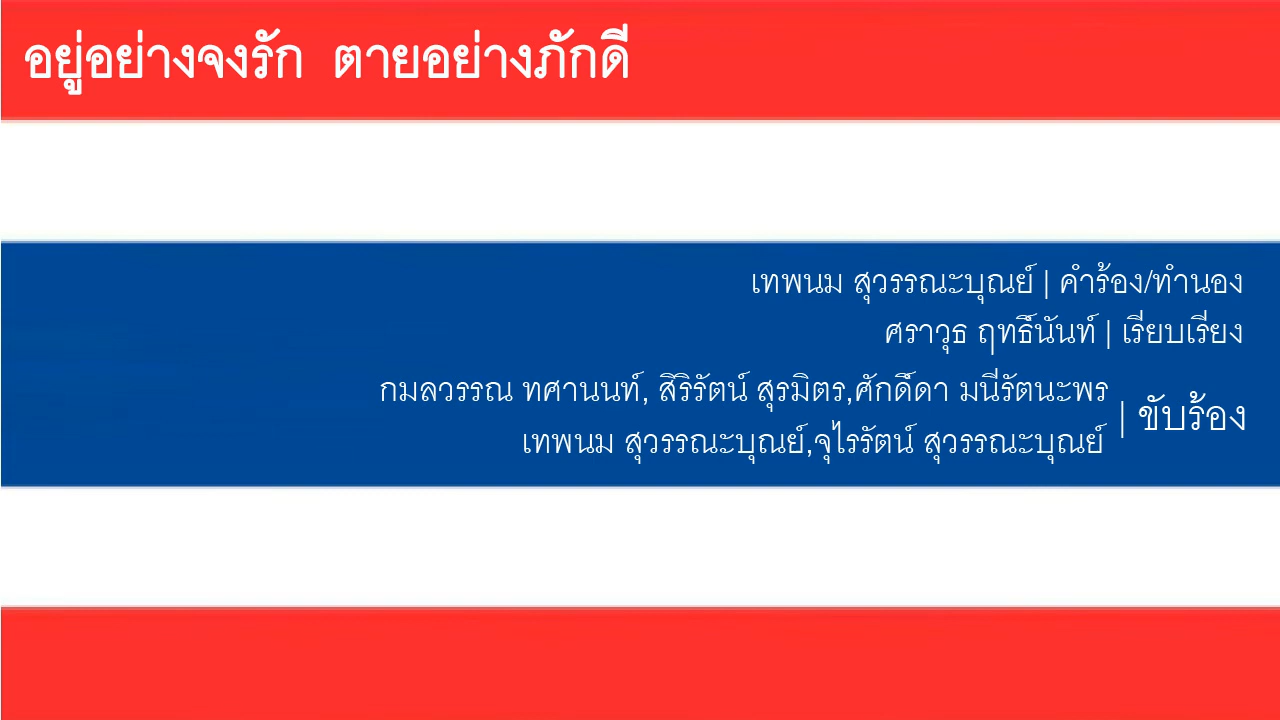 อยู่อย่างจงรัก ตายอย่างภักดี
เทพนม สุวรรณะบุณย์ | คำร้อง/ทำนอง
ศราวุธ ฤทธิ์นันท์ | เรียบเรียง
กมลวรรณ ทศานนท์, สิริรัตน์ สุรมิตร,ศักดิ์ดา มนีรัตนะพร
เทพนม สุวรรณะบุณย์,จุไรรัตน์ สุวรรณะบุณย์ | ขับร้อง